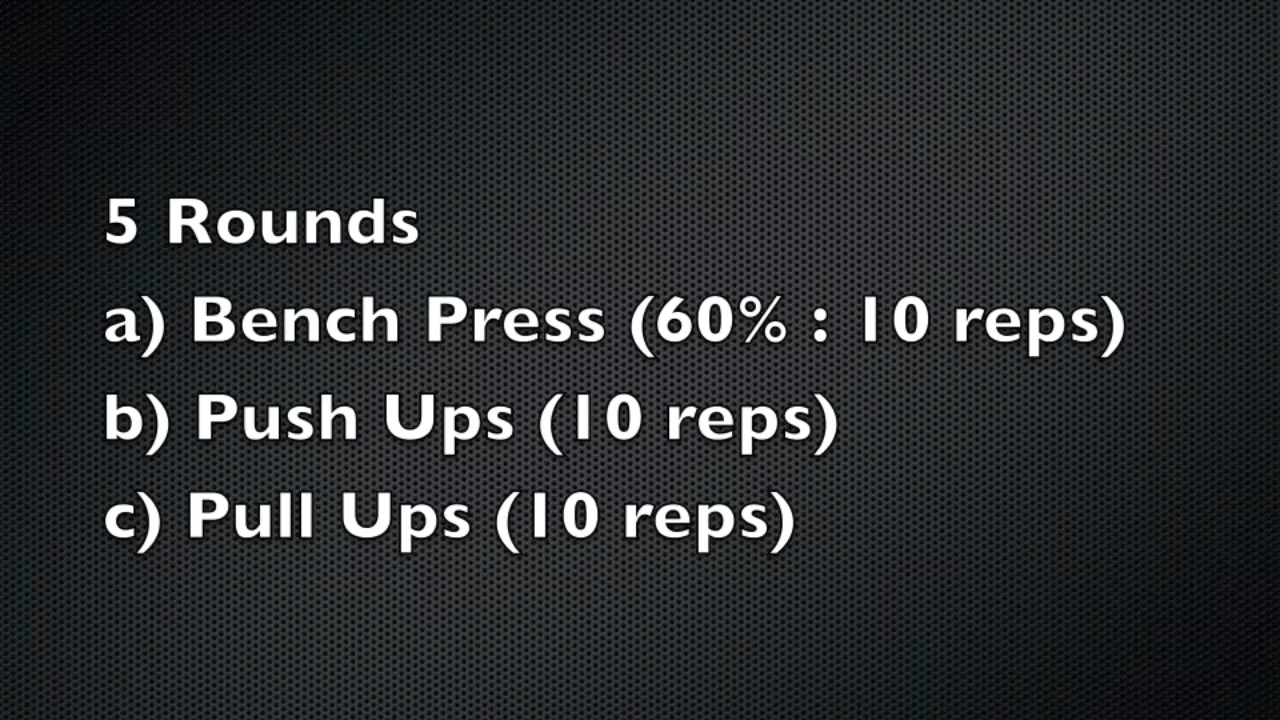 5 Rounds
a) Bench Press (60% : 10 reps)
b) Push Ups (10 reps)
c) Pull Ups (10 reps)